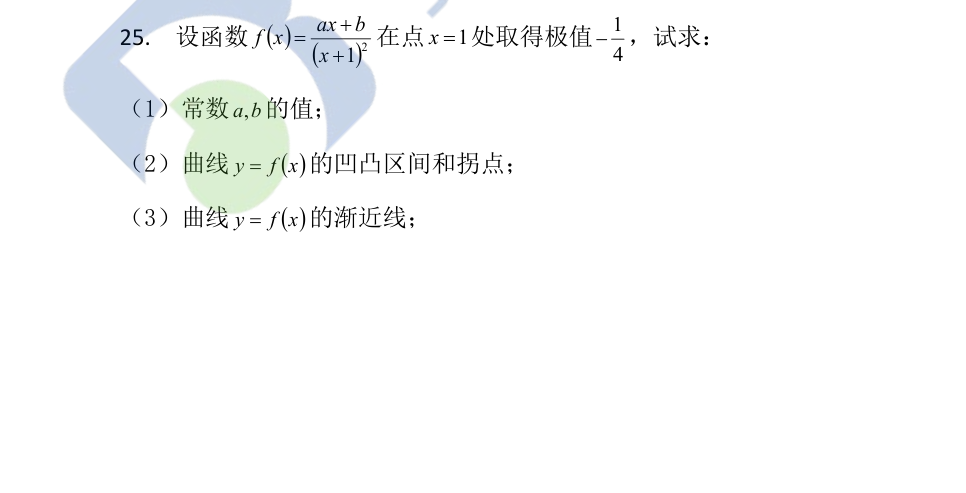 25. 设函数 f(x)=\frac{ax+b}{(x+1)^2} 在点 x=1 处取得极值 -\frac{1}{4}，试求：
（1）常数 a,b 的值；
（2）曲线 y=f(x) 的凹凸区间和拐点；
（3）曲线 y=f(x) 的渐近线；